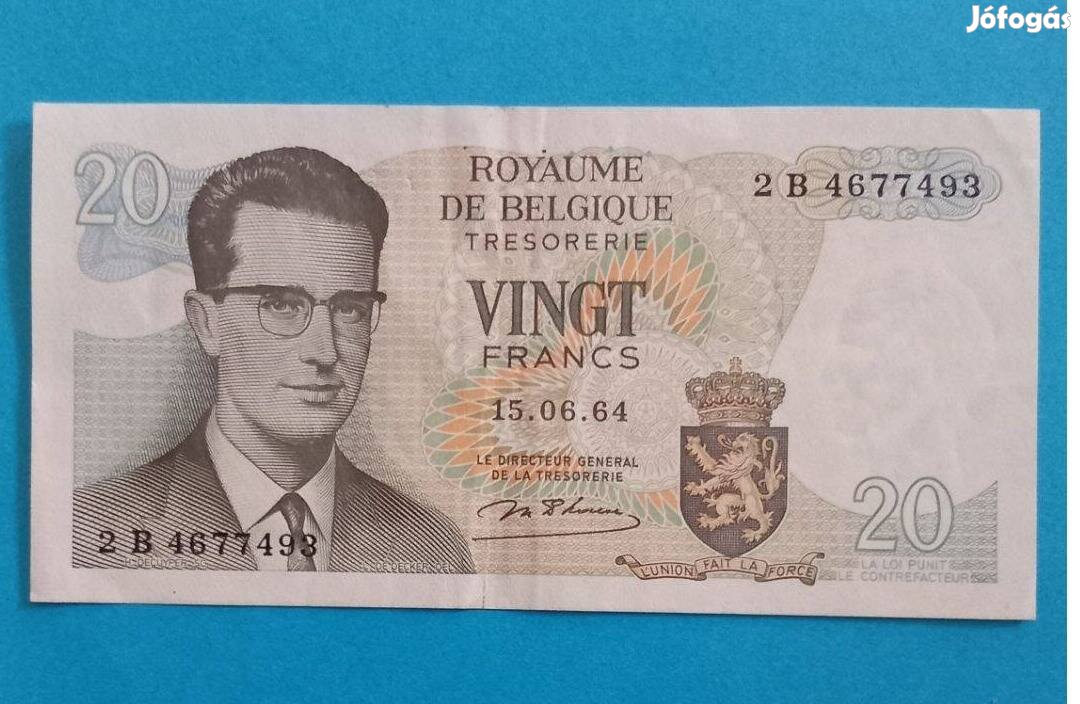 Jófogás
20
ROYAUME
DE BELGIQUE
TRESORERIE
2 B 4677493
VINGT
FRANCS
15.06.64
LE DIRECTEUR GENERAL
DE LA TRESORERIE
2 B 4677493
20
L'UNION FAIT LA FORCE
LA LOI PUNIT
LE CONTREFACTEUR